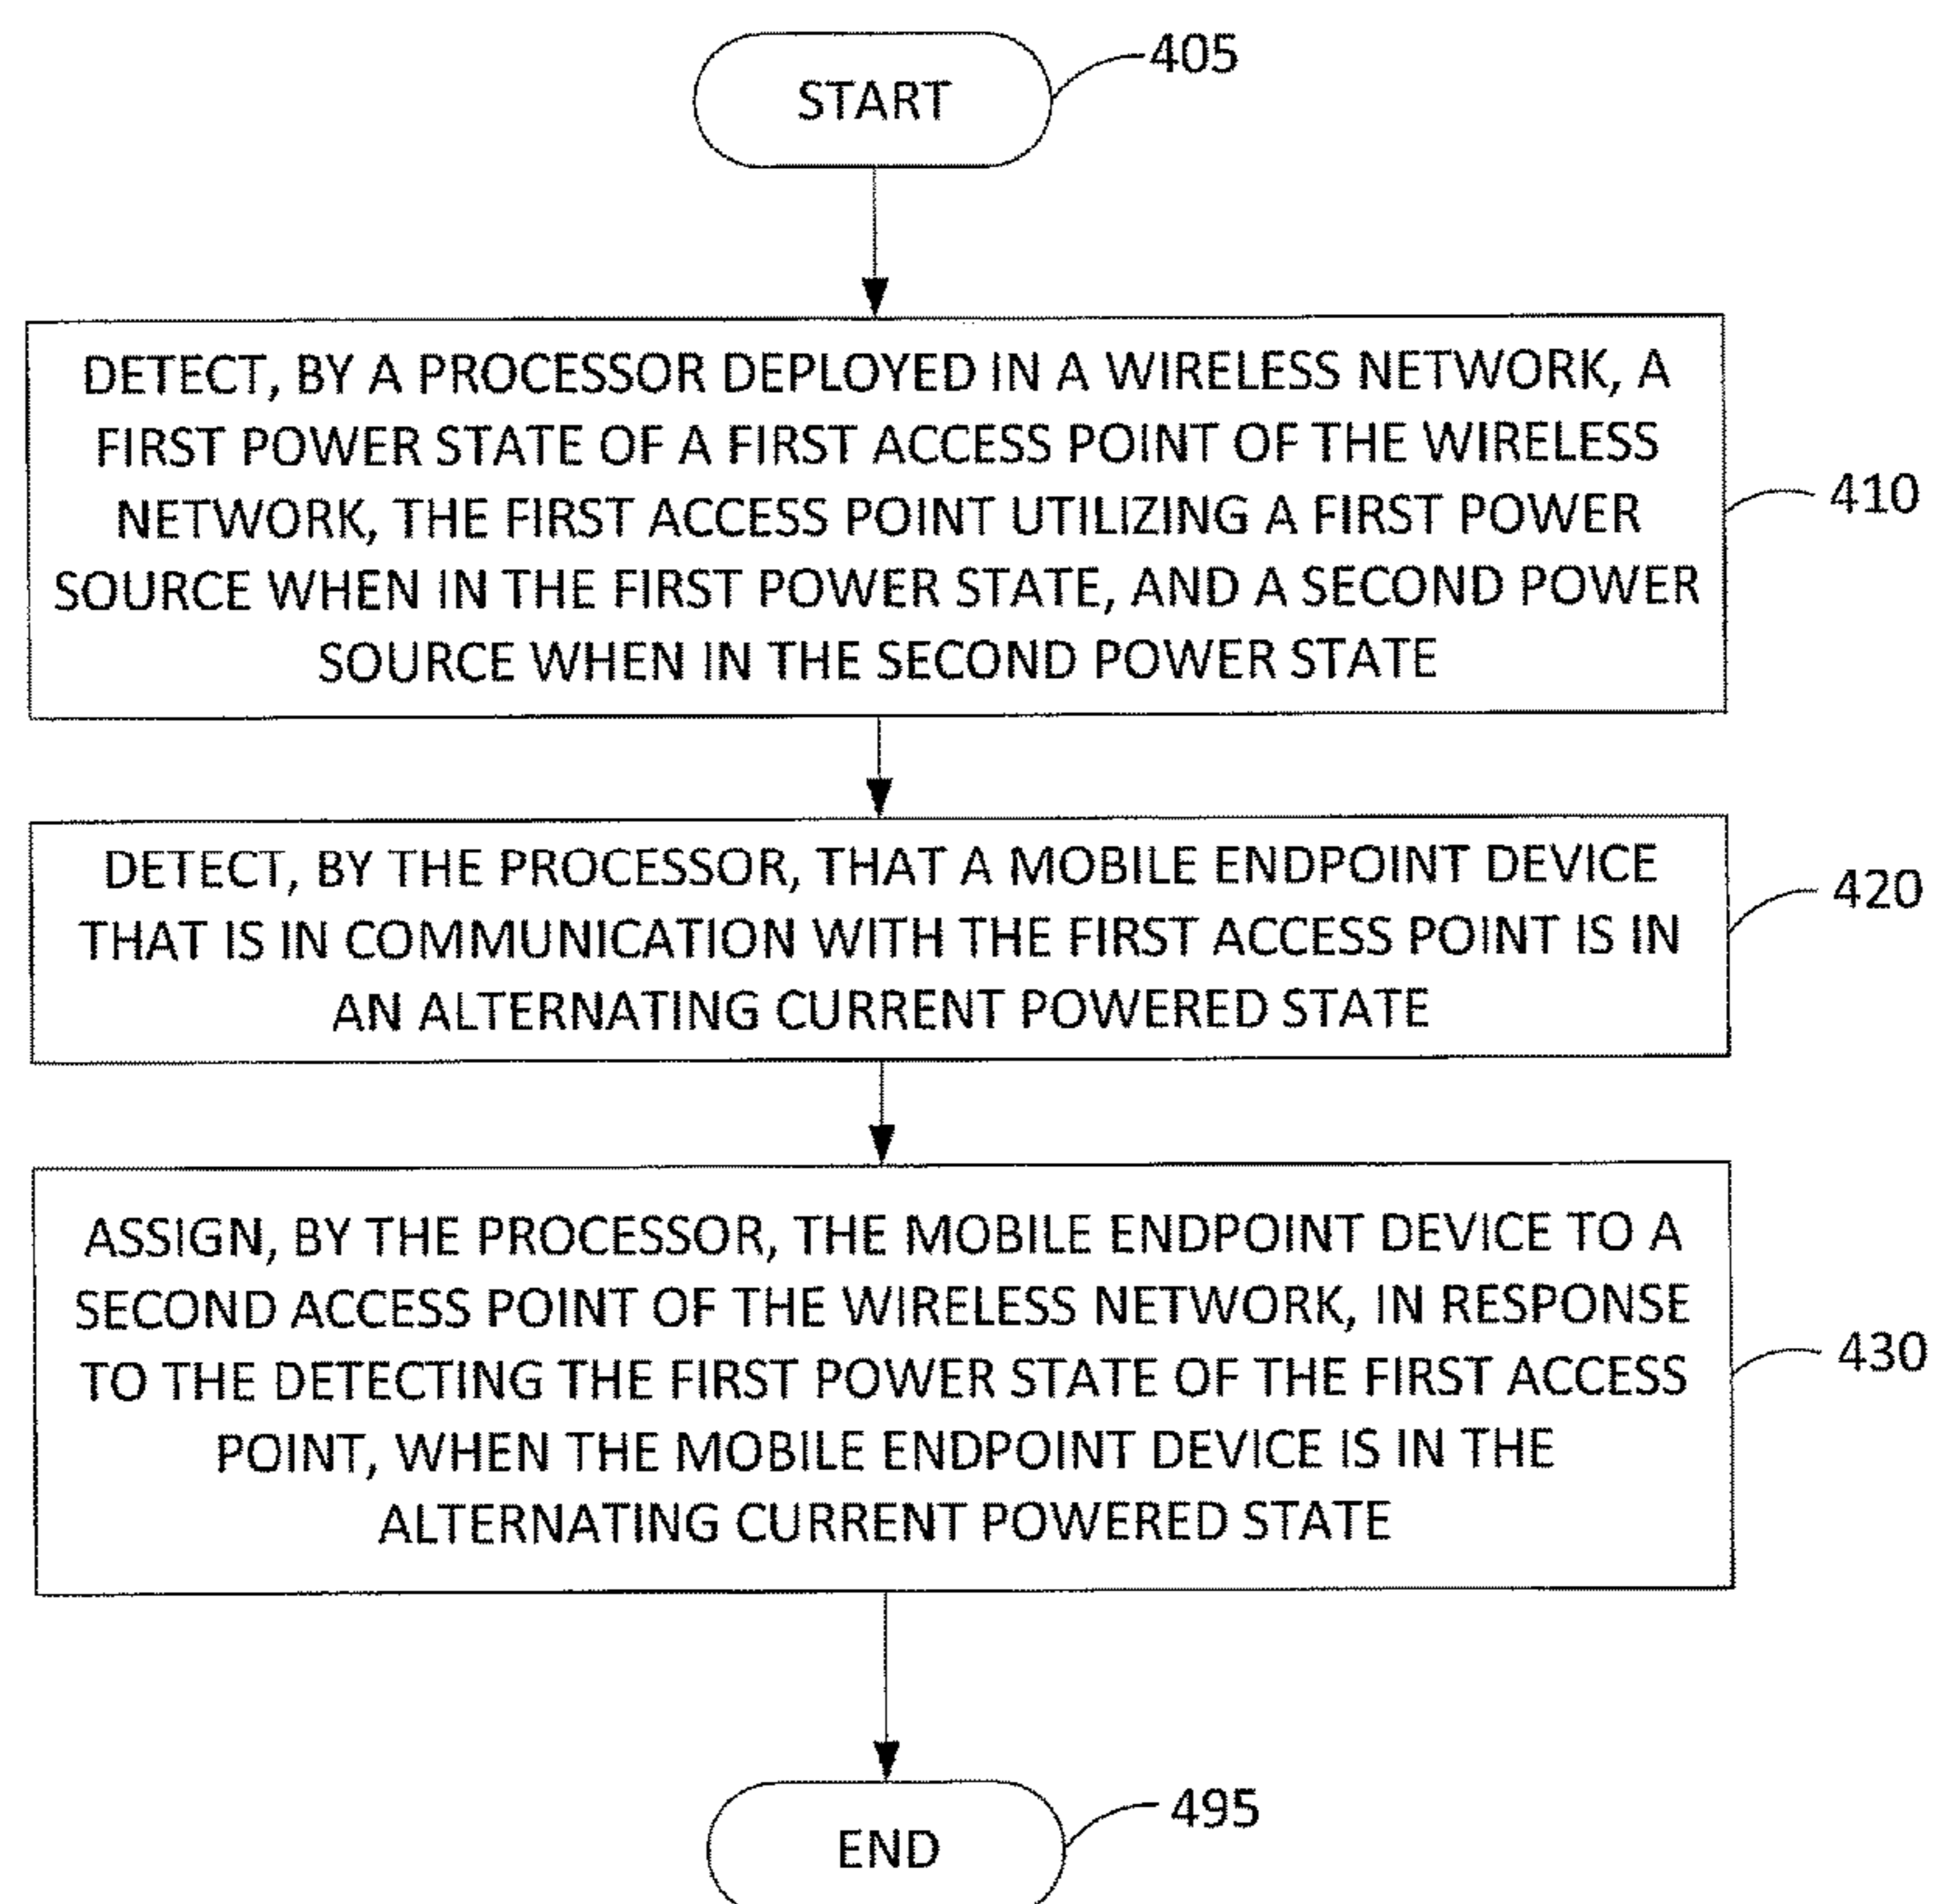 START
405
DETECT, BY A PROCESSOR DEPLOYED IN A WIRELESS NETWORK, A
FIRST POWER STATE OF A FIRST ACCESS POINT OF THE WIRELESS
NETWORK, THE FIRST ACCESS POINT UTILIZING A FIRST POWER
SOURCE WHEN IN THE FIRST POWER STATE, AND A SECOND POWER
SOURCE WHEN IN THE SECOND POWER STATE
410
DETECT, BY THE PROCESSOR, THAT A MOBILE ENDPOINT DEVICE
THAT IS IN COMMUNICATION WITH THE FIRST ACCESS POINT IS IN
AN ALTERNATING CURRENT POWERED STATE
420
ASSIGN, BY THE PROCESSOR, THE MOBILE ENDPOINT DEVICE TO A
SECOND ACCESS POINT OF THE WIRELESS NETWORK, IN RESPONSE
TO THE DETECTING THE FIRST POWER STATE OF THE FIRST ACCESS
POINT, WHEN THE MOBILE ENDPOINT DEVICE IS IN THE
ALTERNATING CURRENT POWERED STATE
430
END
495